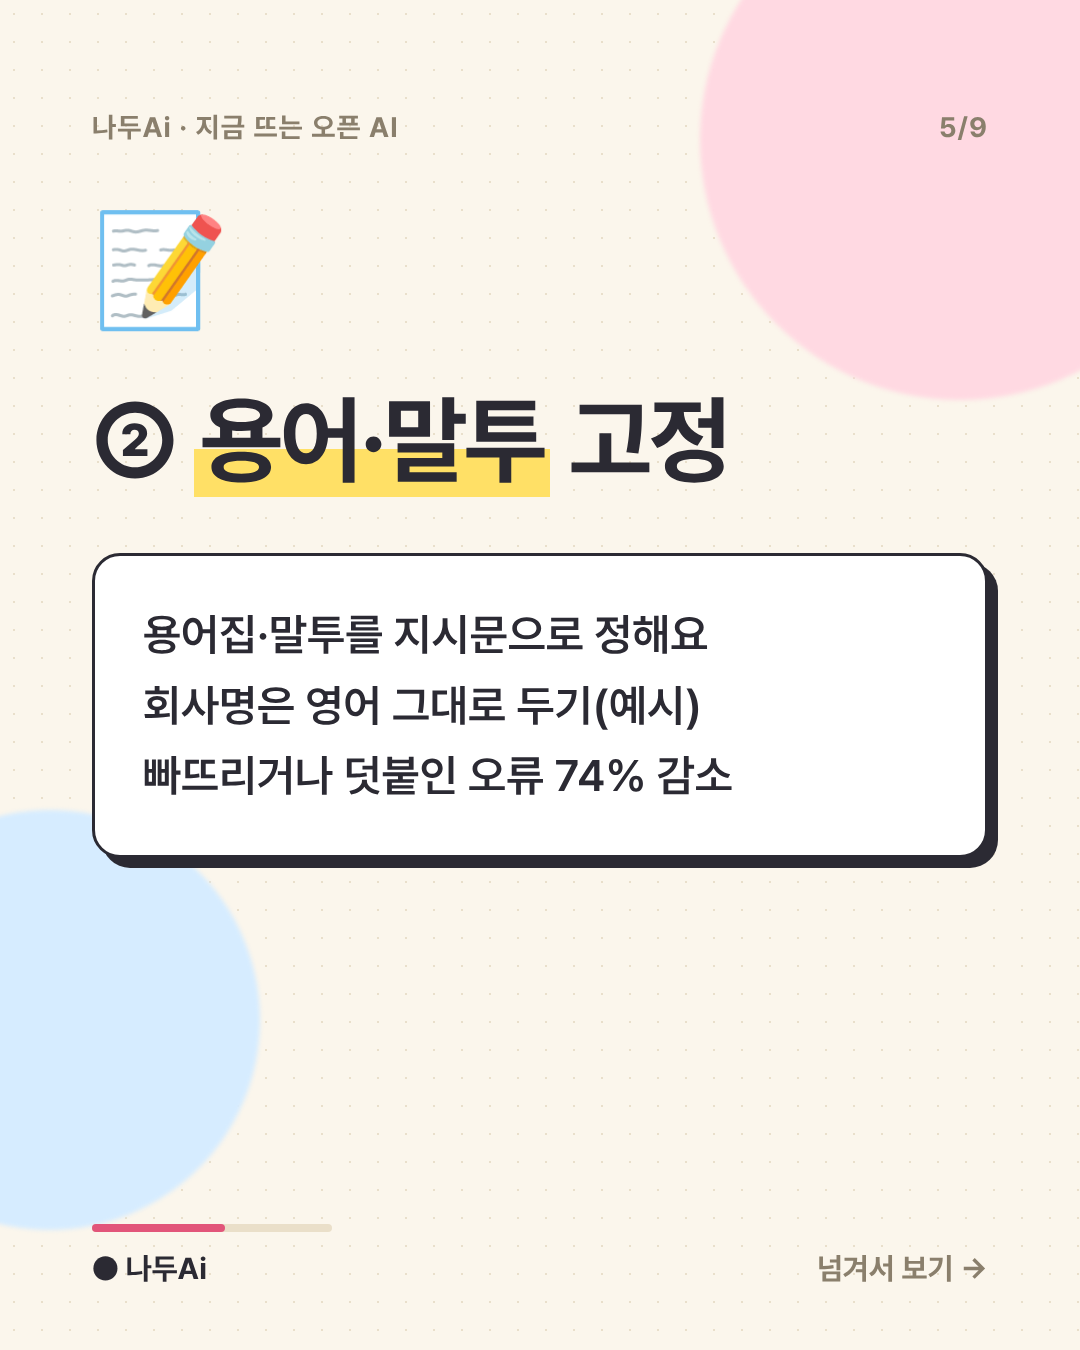 나두Ai · 지금 뜨는 오픈 AI
5/9
② 용어·말투 고정
용어집·말투를 지시문으로 정해요
회사명은 영어 그대로 두기(예시)
빠뜨리거나 덧붙인 오류 74% 감소
● 나두Ai
넘겨서 보기 →